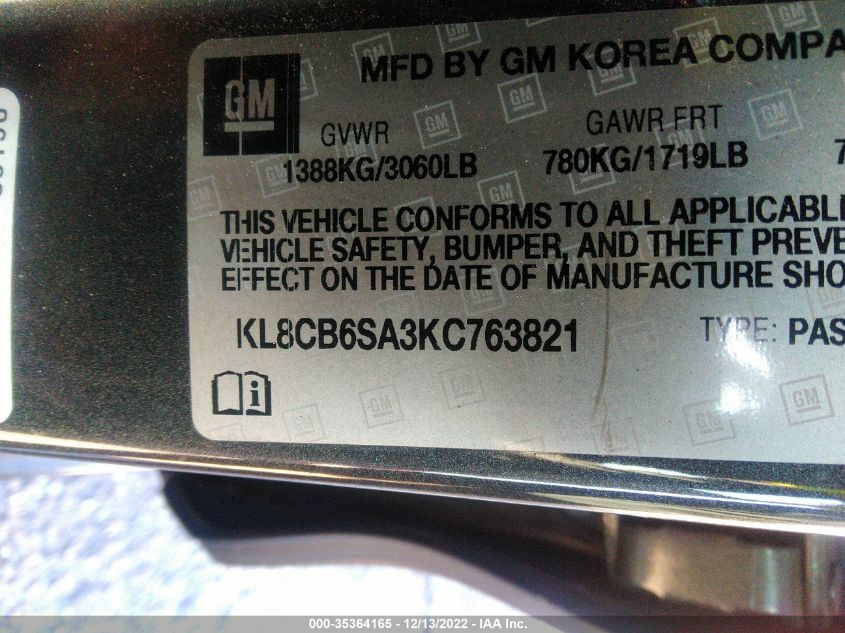 GM
MFD BY GM KOREA COMPA
GVWR GAWR FRT
1388KG/3060LB 780KG/1719LB 7
THIS VEHICLE CONFORMS TO ALL APPLICABLE
VEHICLE SAFETY, BUMPER, AND THEFT PREVE
EFFECT ON THE DATE OF MANUFACTURE SHO
KL8CB6SA3KC763821 TYPE: PAS
000-35364165 - 12/13/2022 - IAA Inc.